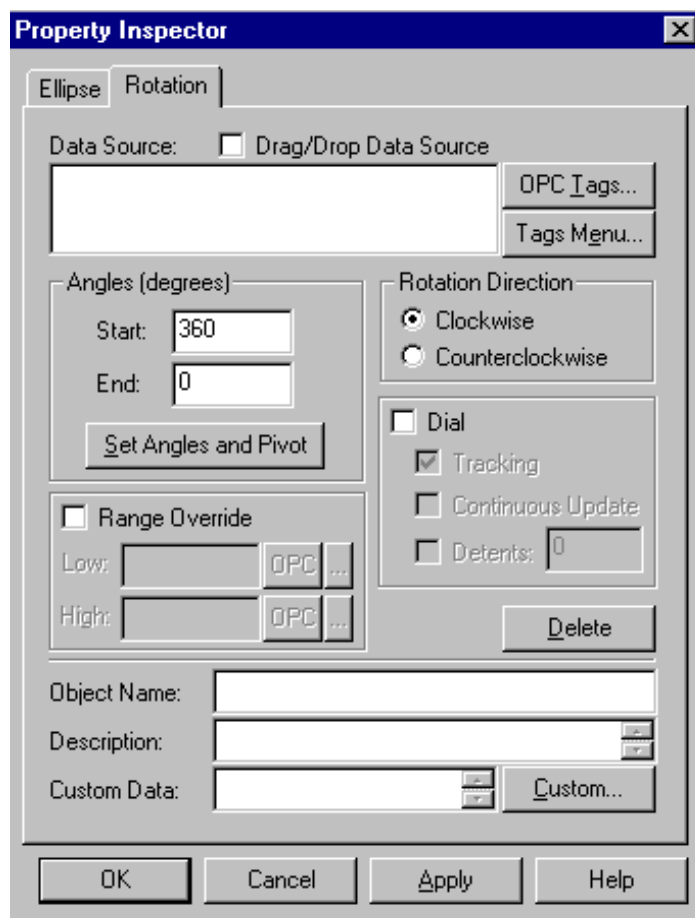 Property Inspector
Ellipse Rotation
Data Source: Drag/Drop Data Source
OPC Tags...
Tags Menu...
Angles (degrees)
Start: 360
End: 0
Set Angles and Pivot
Rotation Direction
Clockwise
Counterclockwise
Dial
Tracking
Continuous Update
Detents: 0
Range Override
Low: OPC ...
High: OPC ...
Delete
Object Name:
Description:
Custom Data: Custom...
OK Cancel Apply Help